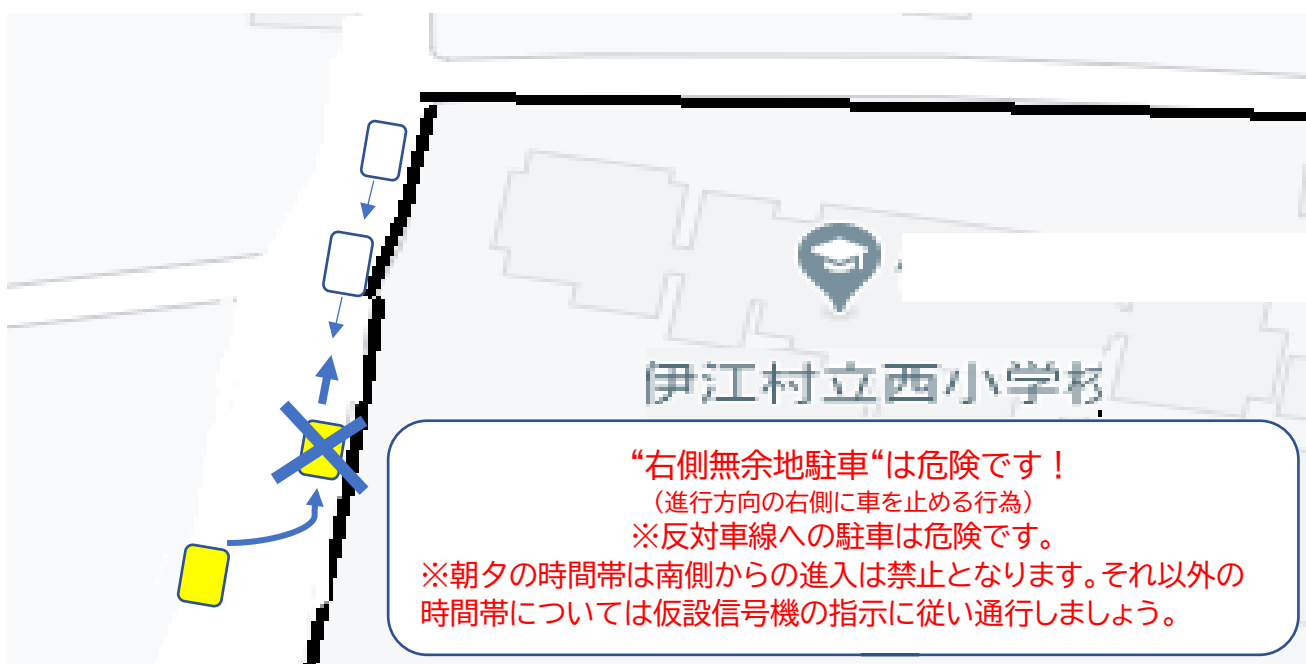 伊江村立西小学校
“右側無余地駐車“は危険です！
（進行方向の右側に車を止める行為）
※反対車線への駐車は危険です。
※朝夕の時間帯は南側からの進入は禁止となります。それ以外の
時間帯については仮設信号機の指示に従い通行しましょう。